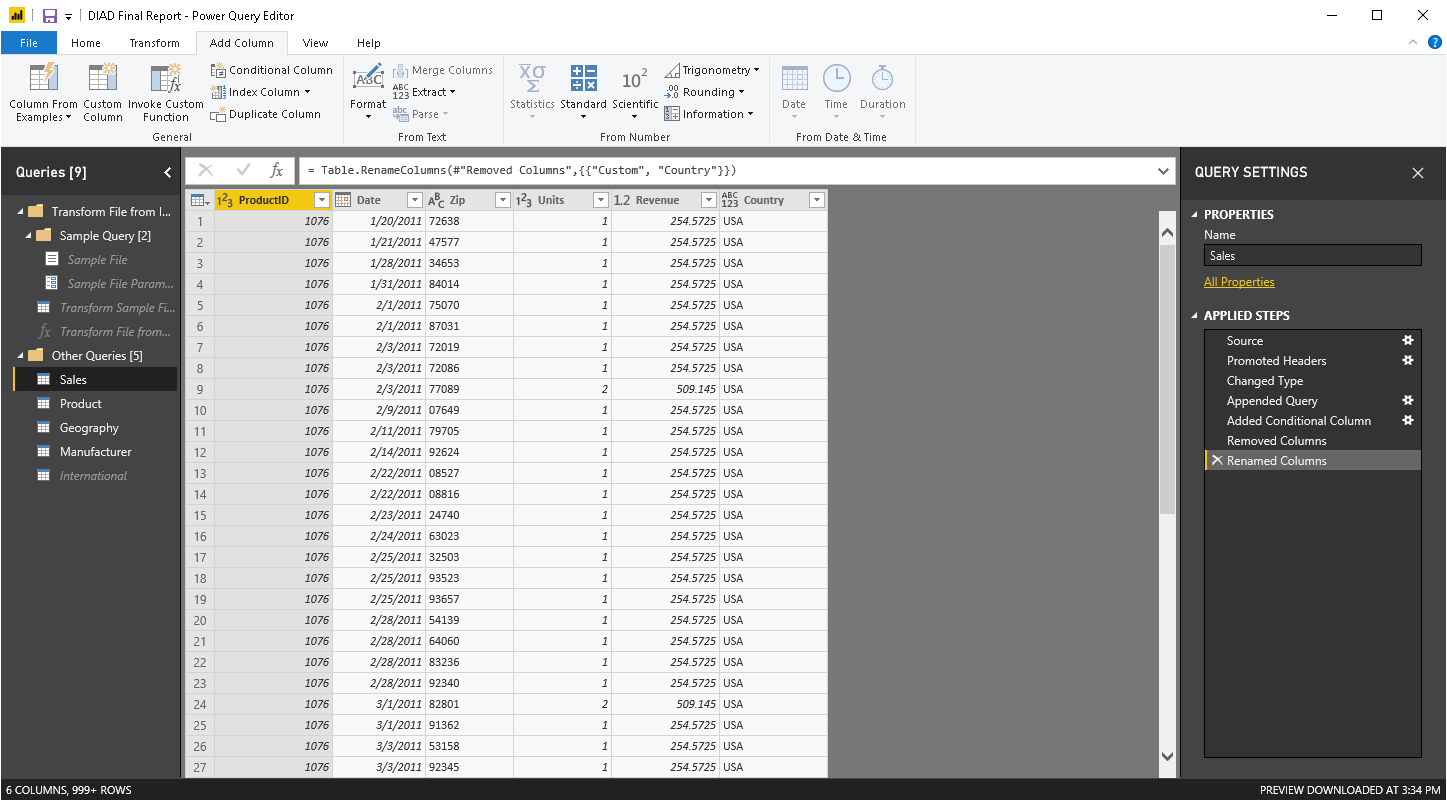 DIAD Final Report - Power Query Editor
File Home Transform Add Column View Help
Column From Examples
Custom Column
Invoke Custom Function
Conditional Column
Index Column
Duplicate Column
General
ABC
Format
Merge Columns
ABC 123 Extract
abc Parse
From Text
XΟ Σ
Statistics
Standard
10²
Scientific
Trigonometry
.00 Rounding
Information
From Number
Date
Time
Duration
From Date & Time
Queries [9]
Transform File from I...
Sample Query [2]
Sample File
Sample File Param...
Transform Sample Fi...
fx Transform File from...
Other Queries [5]
Sales
Product
Geography
Manufacturer
International
fx = Table.RenameColumns(#"Removed Columns",{{"Custom", "Country"}})
123 ProductID Date ABC Zip 123 Units 1.2 Revenue ABC 123 Country
1 1076 1/20/2011 72638 1 254.5725 USA
2 1076 1/21/2011 47577 1 254.5725 USA
3 1076 1/28/2011 34653 1 254.5725 USA
4 1076 1/31/2011 84014 1 254.5725 USA
5 1076 2/1/2011 75070 1 254.5725 USA
6 1076 2/1/2011 87031 1 254.5725 USA
7 1076 2/3/2011 72019 1 254.5725 USA
8 1076 2/3/2011 72086 1 254.5725 USA
9 1076 2/3/2011 77089 2 509.145 USA
10 1076 2/9/2011 07649 1 254.5725 USA
11 1076 2/11/2011 79705 1 254.5725 USA
12 1076 2/14/2011 92624 1 254.5725 USA
13 1076 2/22/2011 08527 1 254.5725 USA
14 1076 2/22/2011 08816 1 254.5725 USA
15 1076 2/23/2011 24740 1 254.5725 USA
16 1076 2/24/2011 63023 1 254.5725 USA
17 1076 2/25/2011 32503 1 254.5725 USA
18 1076 2/25/2011 93523 1 254.5725 USA
19 1076 2/25/2011 93657 1 254.5725 USA
20 1076 2/28/2011 54139 1 254.5725 USA
21 1076 2/28/2011 64060 1 254.5725 USA
22 1076 2/28/2011 83236 1 254.5725 USA
23 1076 2/28/2011 92340 1 254.5725 USA
24 1076 3/1/2011 82801 2 509.145 USA
25 1076 3/1/2011 91362 1 254.5725 USA
26 1076 3/3/2011 53158 1 254.5725 USA
27 1076 3/3/2011 92345 1 254.5725 USA
QUERY SETTINGS
PROPERTIES
Name
Sales
All Properties
APPLIED STEPS
Source
Promoted Headers
Changed Type
Appended Query
Added Conditional Column
Removed Columns
Renamed Columns
6 COLUMNS, 999+ ROWS
PREVIEW DOWNLOADED AT 3:34 PM